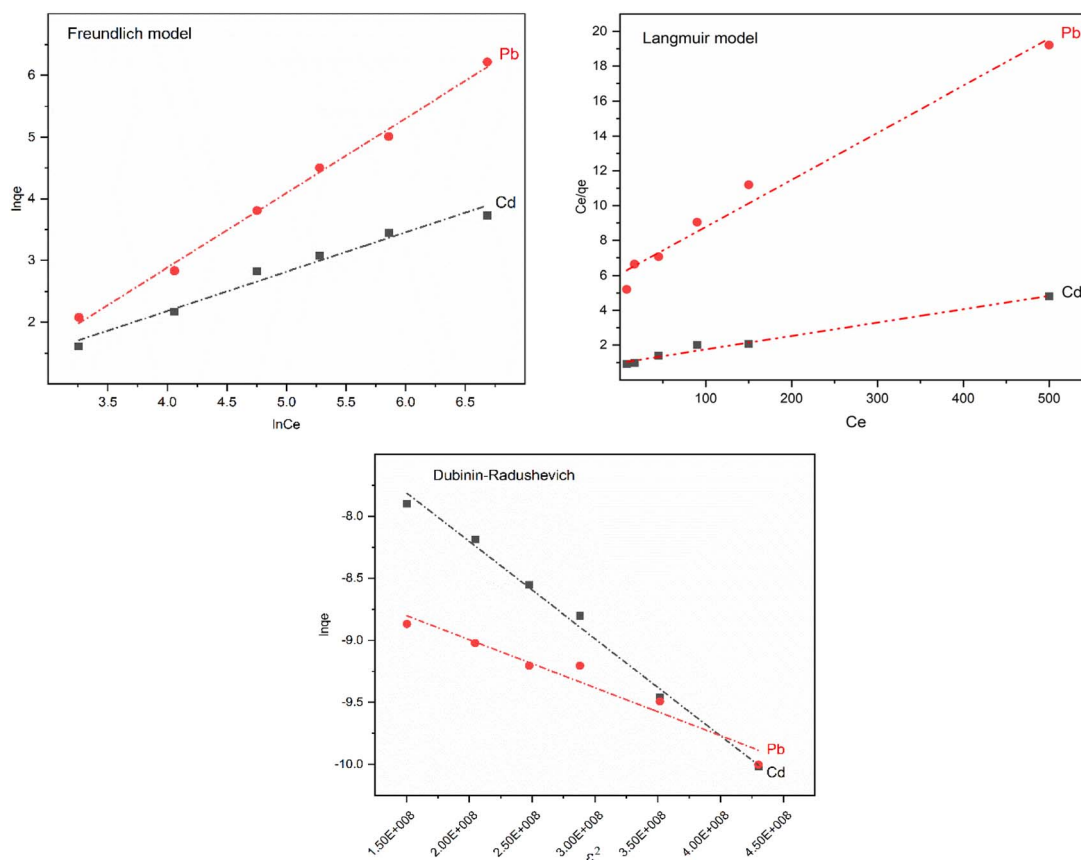 Freundlich model
Pb
Cd
lnqe
6
5
4
3
2
3.5 4.0 4.5 5.0 5.5 6.0 6.5
lnCe
Langmuir model
Pb
Cd
Ce/qe
20
18
16
14
12
10
8
6
4
2
100 200 300 400 500
Ce
Dubinin-Radushevich
lnqe
-8.0
-8.5
-9.0
-9.5
-10.0
Pb
Cd
1.50E+008 2.00E+008 2.50E+008 3.00E+008 3.50E+008 4.00E+008 4.50E+008